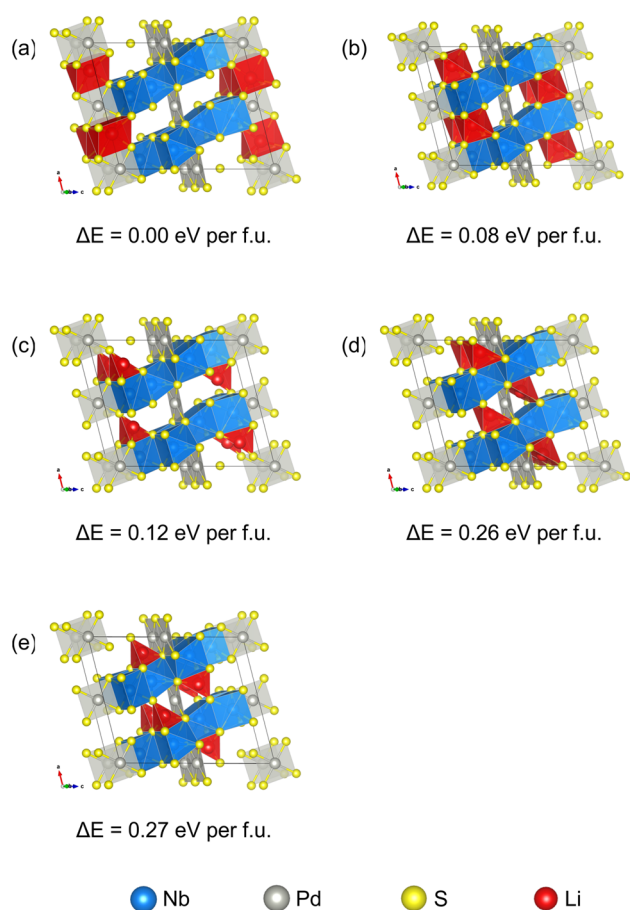 (a)
(b)
ΔE = 0.00 eV per f.u.
ΔE = 0.08 eV per f.u.
(c)
(d)
ΔE = 0.12 eV per f.u.
ΔE = 0.26 eV per f.u.
(e)
ΔE = 0.27 eV per f.u.
Nb Pd S Li